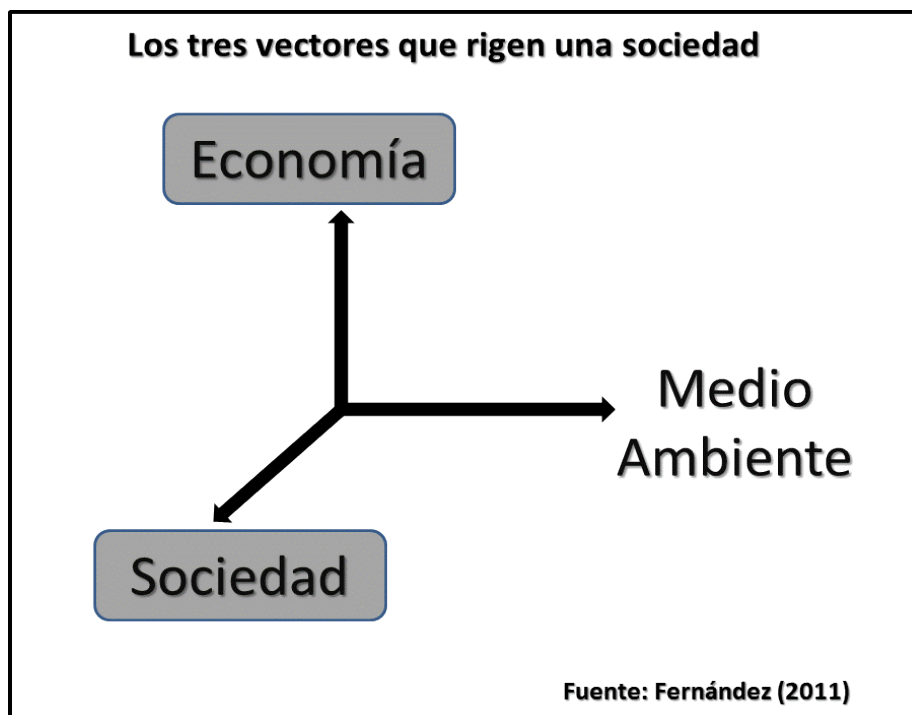 Los tres vectores que rigen una sociedad
Economía
Medio
Ambiente
Sociedad
Fuente: Fernández (2011)